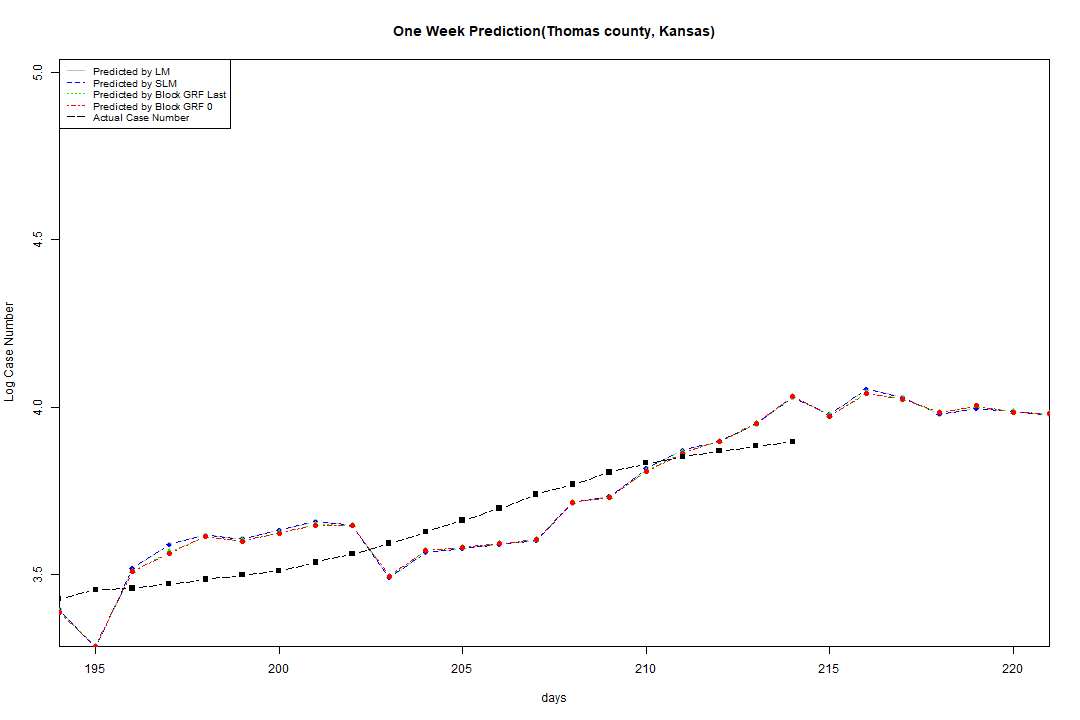 One Week Prediction(Thomas county, Kansas)
Predicted by LM
Predicted by SLM
Predicted by Block GRF Last
Predicted by Block GRF 0
Actual Case Number
5.0
4.5
4.0
3.5
Log Case Number
195 200 205 210 215 220
days